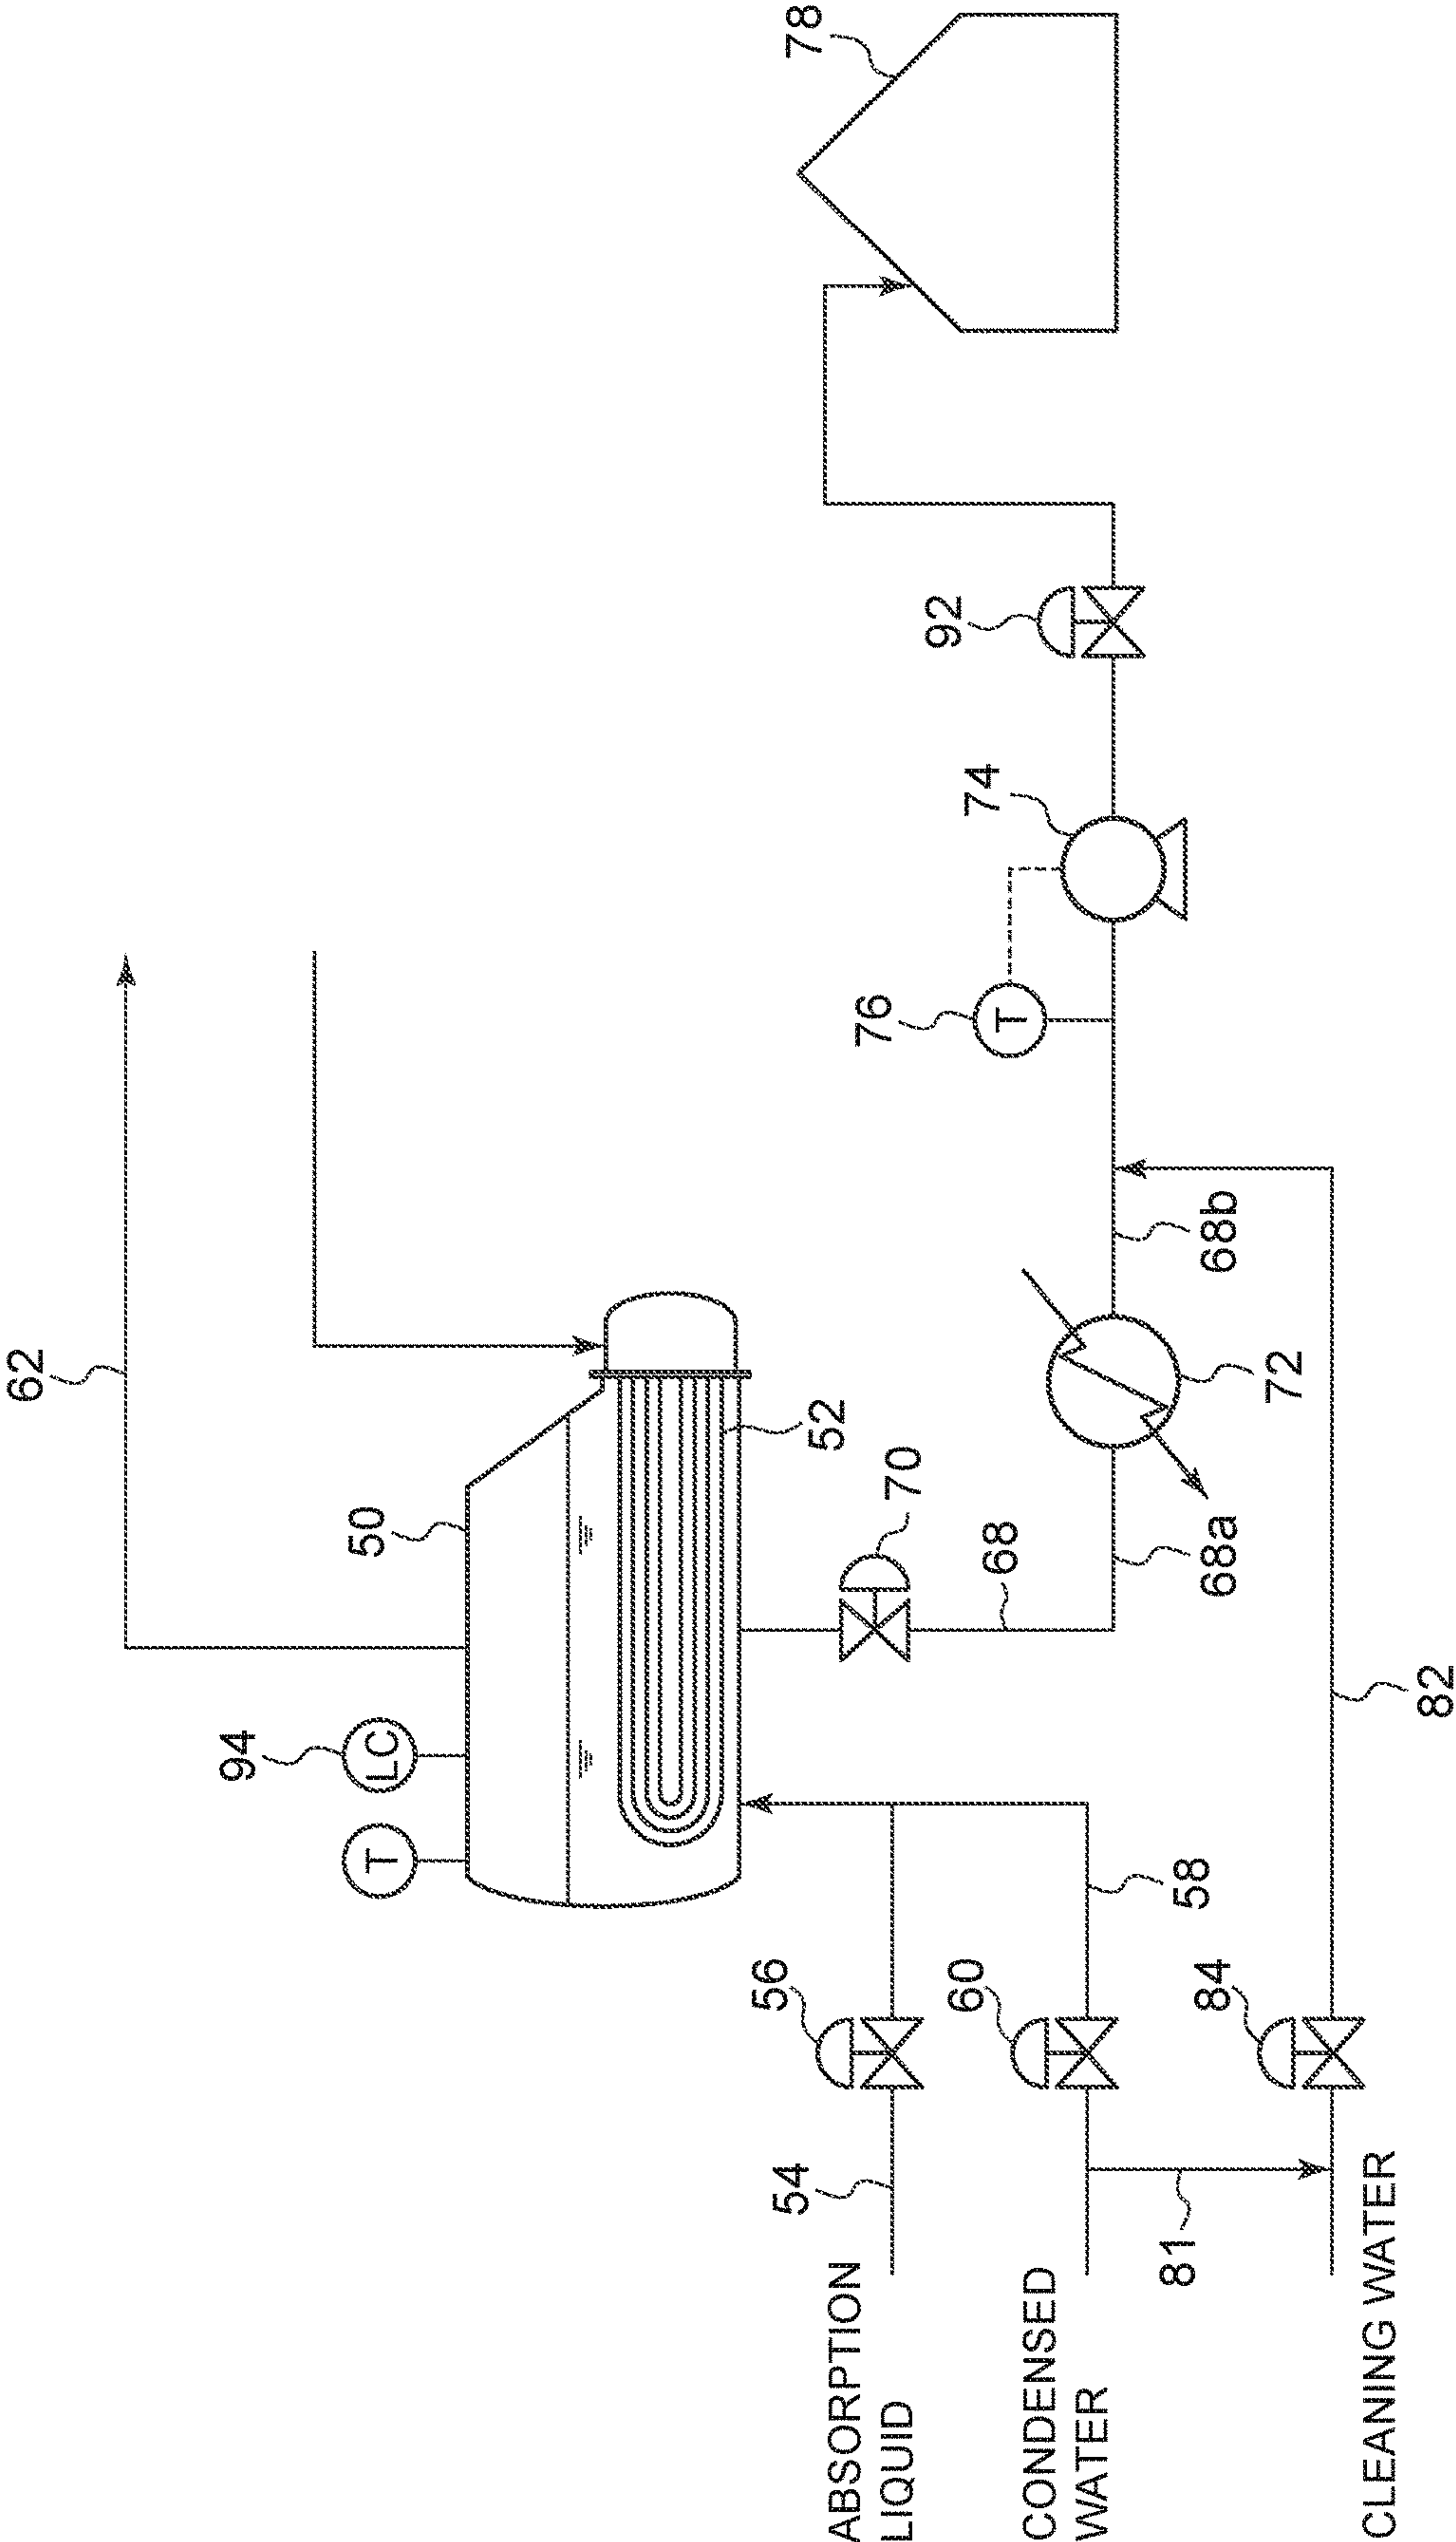 62
94
LC
T
50
52
70
68
68a
72
68b
76
T
74
92
78
56
54
ABSORPTION
LIQUID
60
58
CONDENSED
WATER
81
84
82
CLEANING WATER